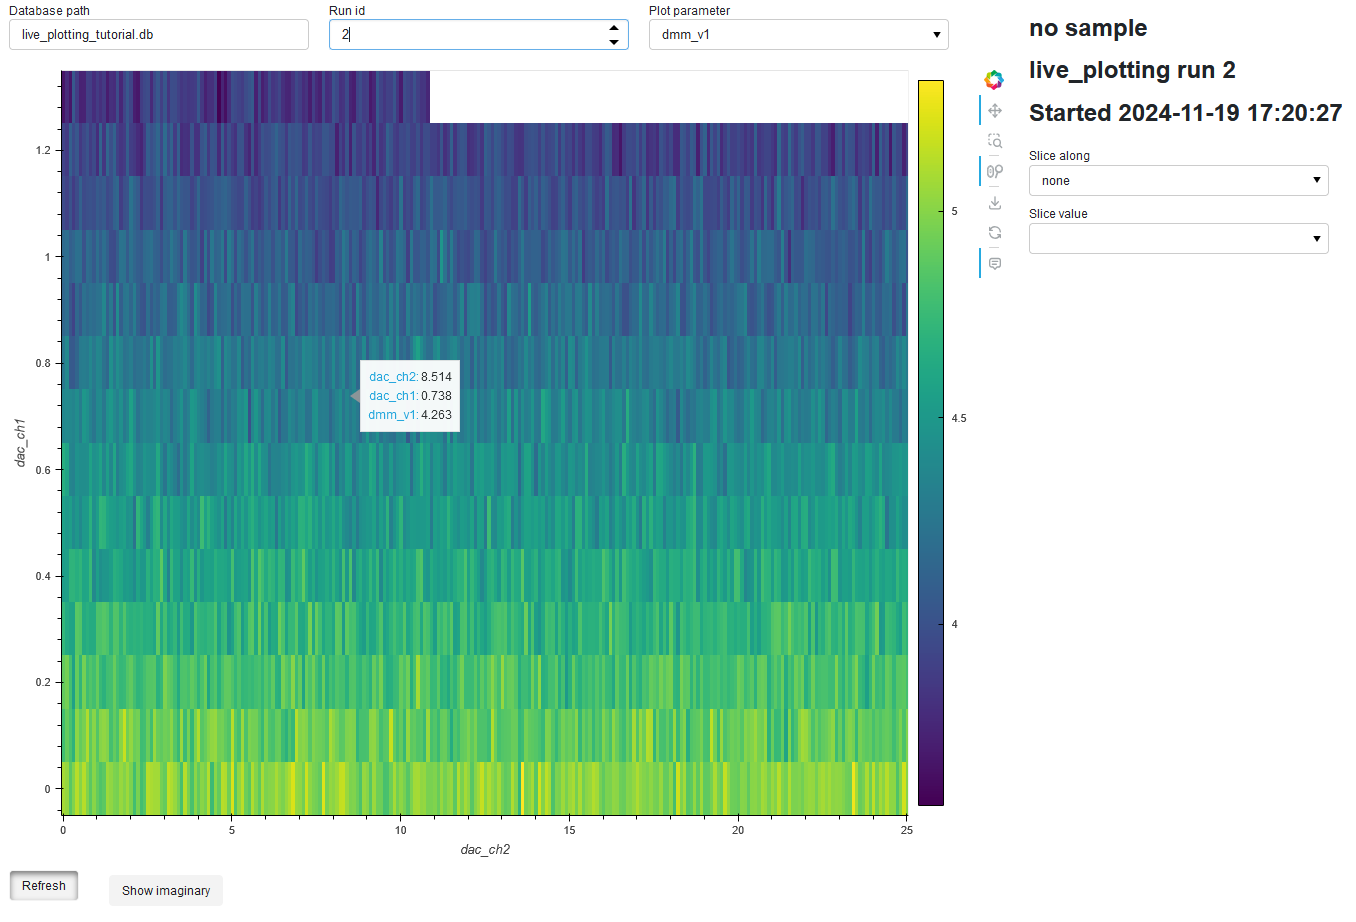 Database path
Run id
Plot parameter
live_plotting_tutorial.db
2
dmm_v1
no sample
live_plotting run 2
Started 2024-11-19 17:20:27
Slice along
none
Slice value
1.2
1
0.8
0.6
0.4
0.2
0
dac_ch1
dac_ch2: 8.514
dac_ch1: 0.738
dmm_v1: 4.263
5
4.5
4
0
5
10
15
20
25
dac_ch2
Refresh
Show imaginary